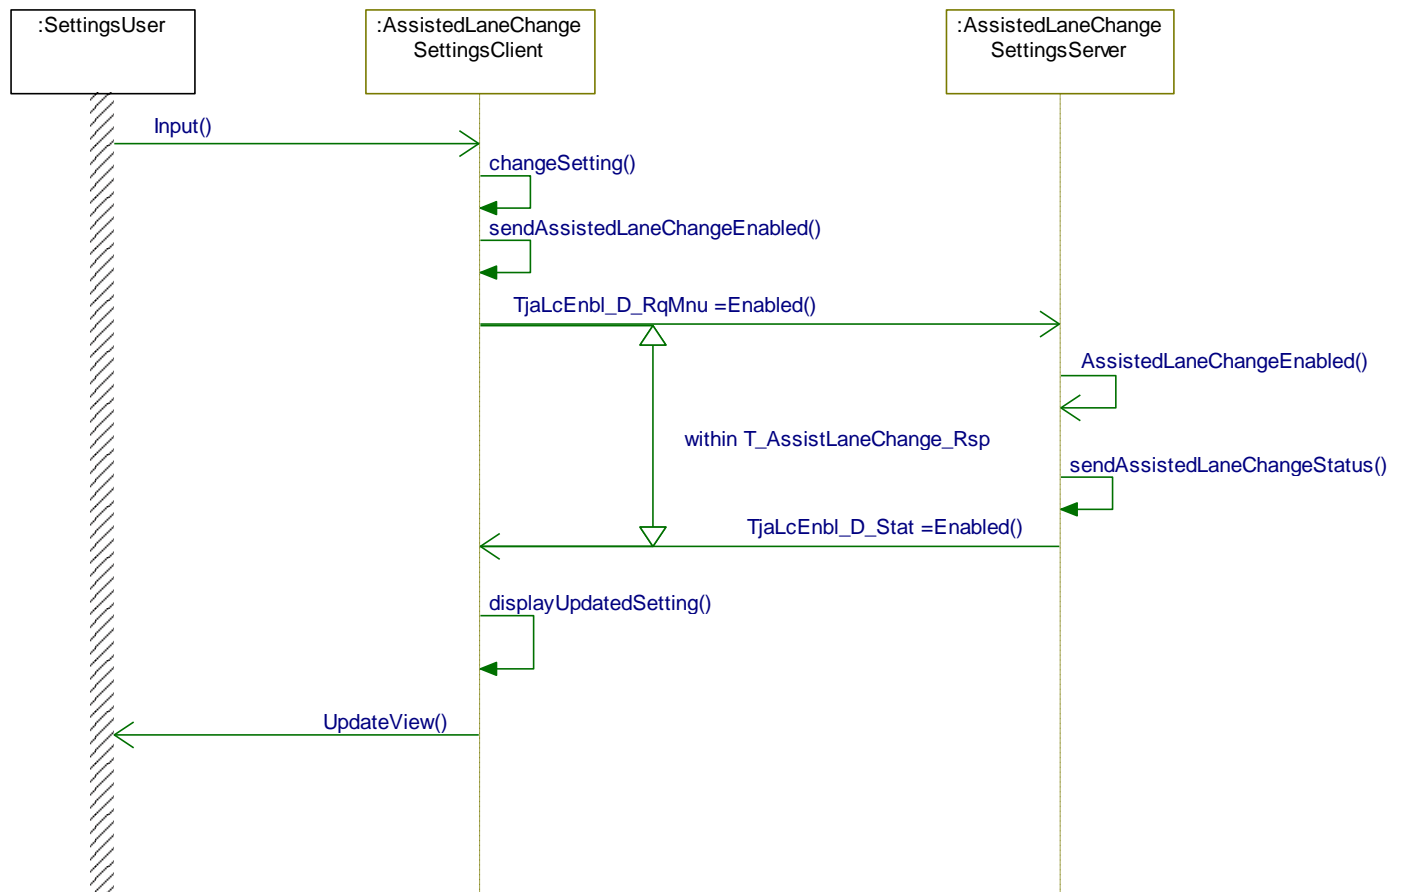 :SettingsUser
:AssistedLaneChange
SettingsClient
:AssistedLaneChange
SettingsServer
Input()
changeSetting()
sendAssistedLaneChangeEnabled()
TjaLcEnbl_D_RqMnu =Enabled()
AssistedLaneChangeEnabled()
within T_AssistLaneChange_Rsp
sendAssistedLaneChangeStatus()
TjaLcEnbl_D_Stat =Enabled()
displayUpdatedSetting()
UpdateView()